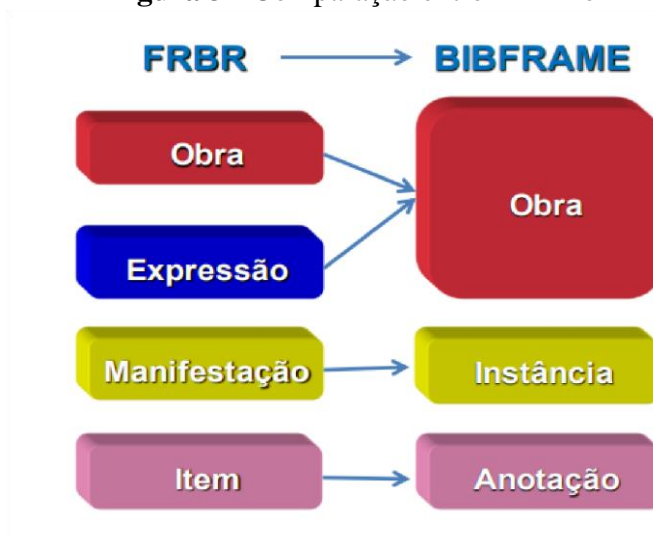 FRBR BIBFRAME
Obra
Obra
Expressão
Manifestação Instância
Item Anotação